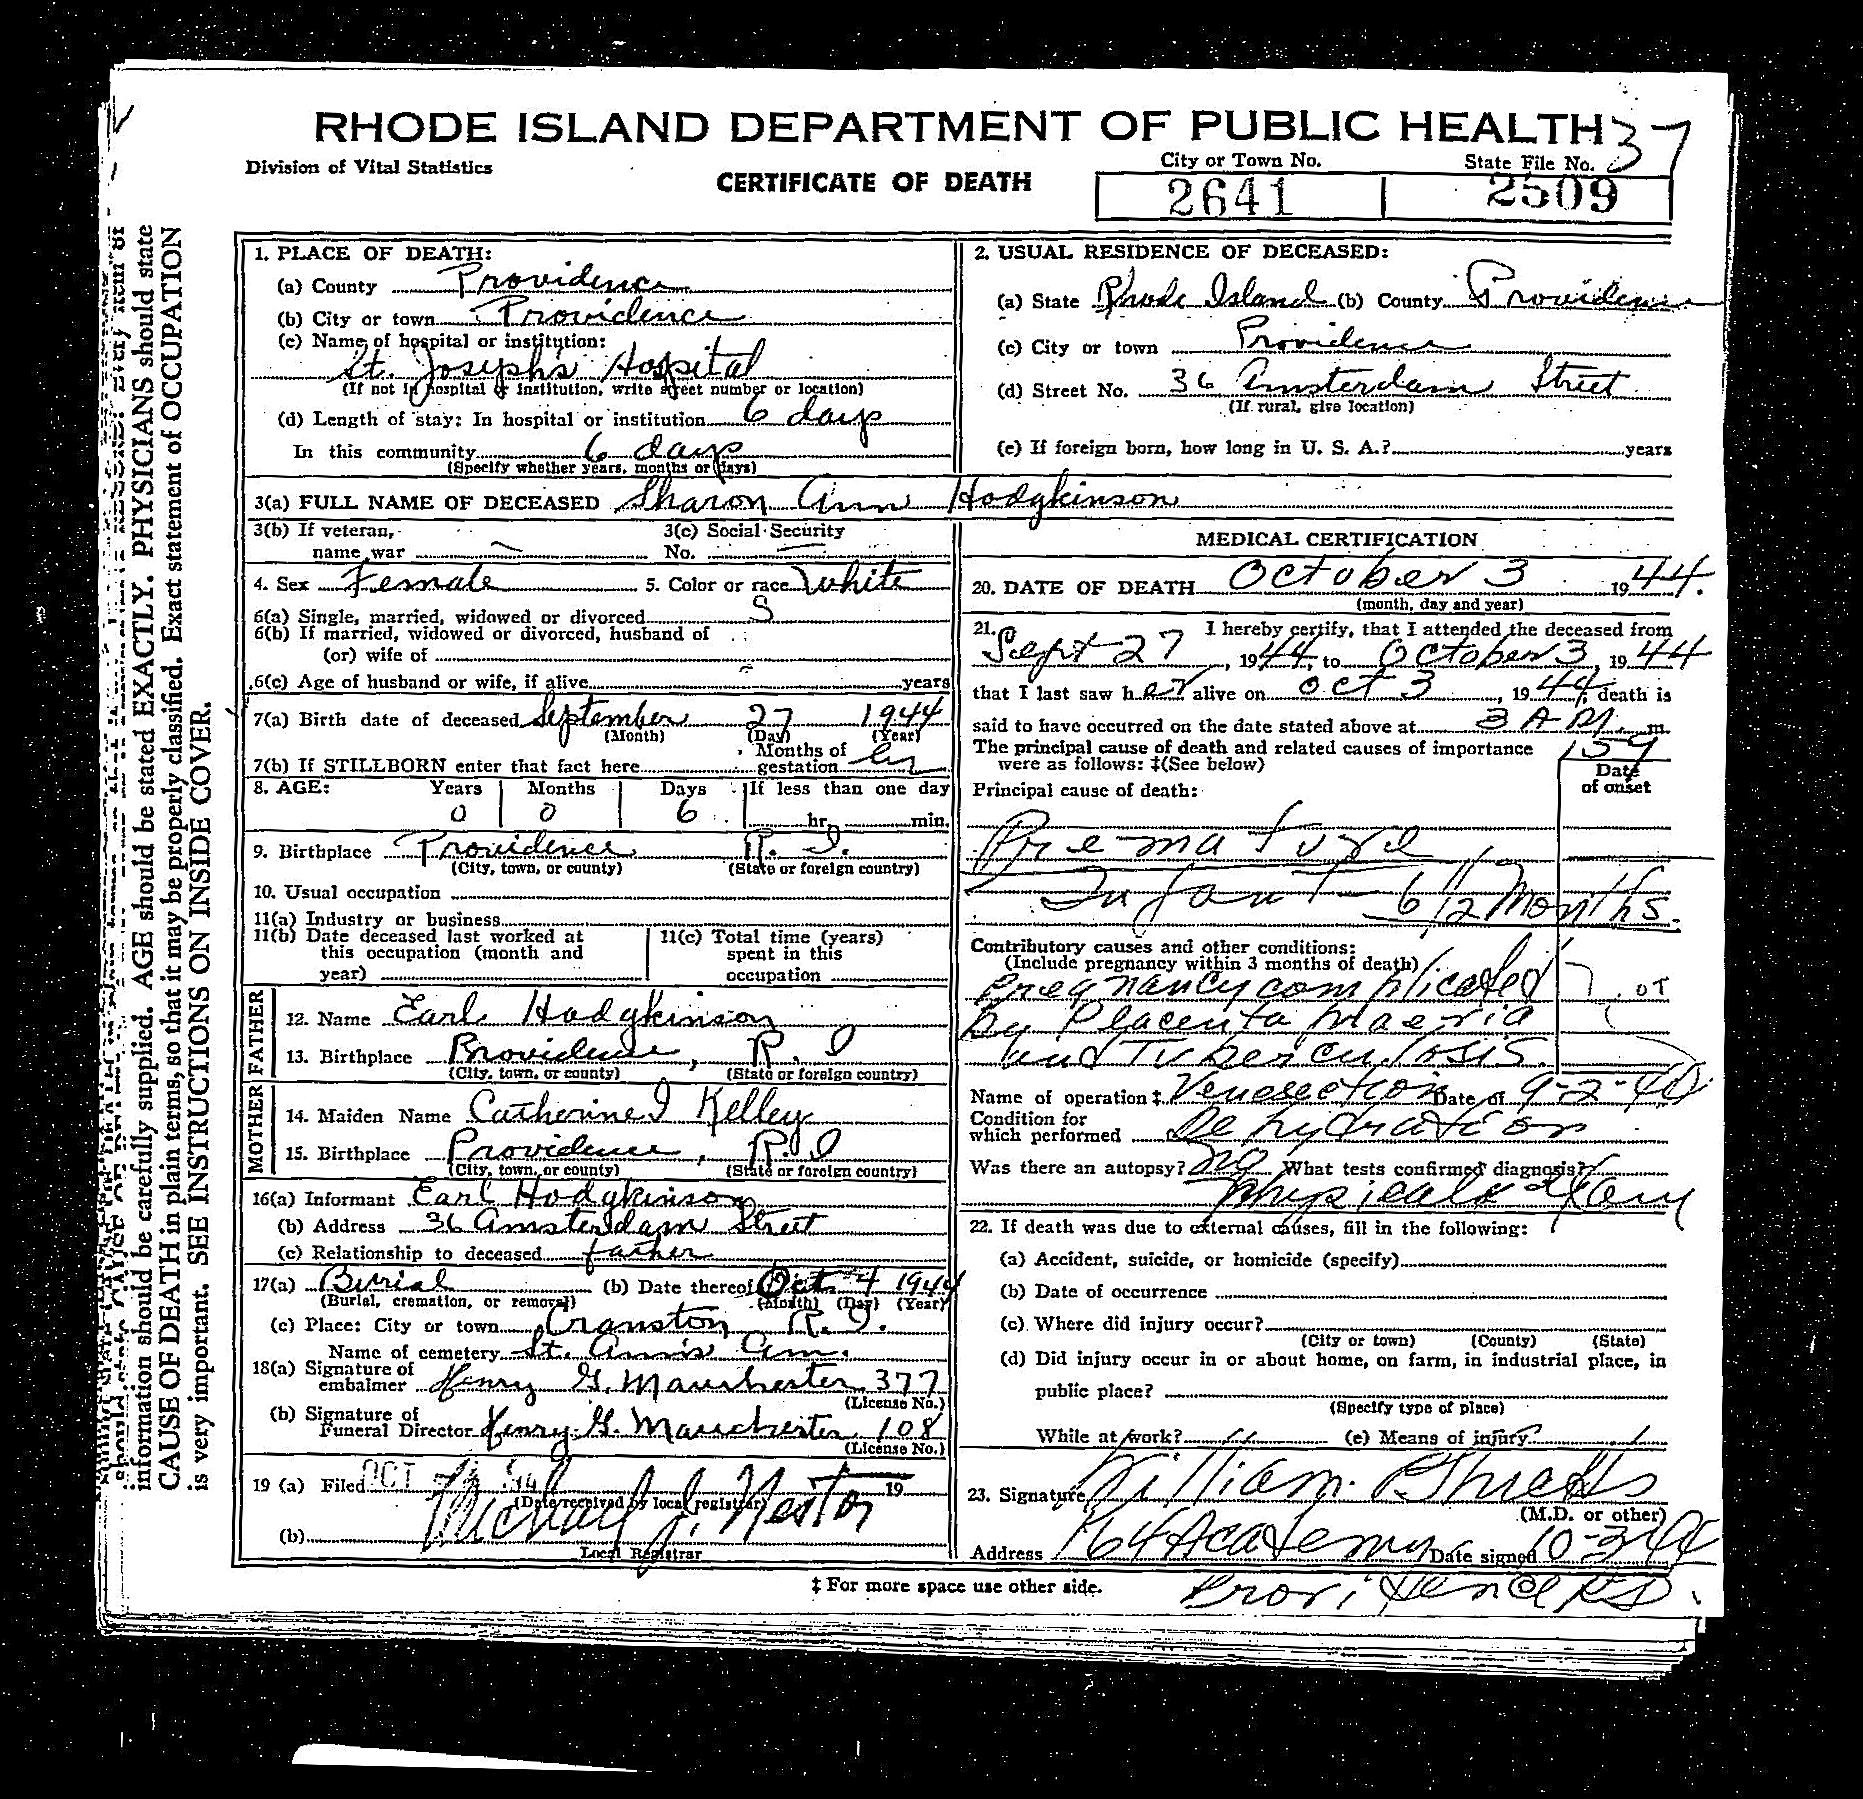 RHODE ISLAND DEPARTMENT OF PUBLIC HEALTH 37
Division of Vital Statistics
CERTIFICATE OF DEATH
City or Town No. State File No.
2641 2509
information should be carefully supplied. AGE should be stated EXACTLY. PHYSICIANS should state
CAUSE OF DEATH in plain terms, so that it may be properly classified. Exact statement of OCCUPATION
is very important. SEE INSTRUCTIONS ON INSIDE COVER.
1. PLACE OF DEATH:
(a) County Providence
(b) City or town Providence
(c) Name of hospital or institution:
St. Joseph's Hospital
(If not in hospital or institution, write street number or location)
(d) Length of stay: In hospital or institution 6 days
In this community 6 days
(Specify whether years, months or days)
2. USUAL RESIDENCE OF DECEASED:
(a) State Rhode Island (b) County Providence
(c) City or town Providence
(d) Street No. 36 Amsterdam Street
(If rural, give location)
(e) If foreign born, how long in U. S. A.? years
3(a) FULL NAME OF DECEASED Sharon Ann Hodgkinson
3(b) If veteran, name war –
3(c) Social Security No. –
4. Sex Female 5. Color or race White
6(a) Single, married, widowed or divorced S
6(b) If married, widowed or divorced, husband of
(or) wife of
6(c) Age of husband or wife, if alive years
7(a) Birth date of deceased September 27 1944
(Month) (Day) (Year)
7(b) If STILLBORN enter that fact here Months of gestation
8. AGE: Years Months Days If less than one day
0 0 6 hr. min.
9. Birthplace Providence R. I.
(City, town, or county) (State or foreign country)
10. Usual occupation
11(a) Industry or business
11(b) Date deceased last worked at this occupation (month and year)
11(c) Total time (years) spent in this occupation
FATHER
12. Name Earl Hodgkinson
13. Birthplace Providence, R. I
(City, town, or county) (State or foreign country)
MOTHER
14. Maiden Name Catherine I Kelley
15. Birthplace Providence, R. I
(City, town, or county) (State or foreign country)
16(a) Informant Earl Hodgkinson
(b) Address 36 Amsterdam Street
(c) Relationship to deceased father
17(a) Burial (b) Date thereof Oct. 4 1944
(Burial, cremation, or removal) (Month) (Day) (Year)
(c) Place: City or town Cranston R. I.
Name of cemetery St. Ann's Cem.
18(a) Signature of embalmer Henry G. Manchester 377
(License No.)
(b) Signature of Funeral Director Henry G. Manchester 108
(License No.)
19 (a) Filed OCT 19
(Date received by local registrar)
(b) Michael J. Nestor
Local Registrar
MEDICAL CERTIFICATION
20. DATE OF DEATH October 3 1944.
(month, day and year)
21. I hereby certify, that I attended the deceased from
Sept 27, 1944, to October 3, 1944
that I last saw her alive on Oct 3, 1944, death is
said to have occurred on the date stated above at 3 A M. m.
The principal cause of death and related causes of importance
were as follows: ‡(See below)
159
Date of onset
Principal cause of death:
Premature
Infant - 6 1/2 Months.
Contributory causes and other conditions:
(Include pregnancy within 3 months of death)
Pregnancy complicated
by Placenta Praevia
and Tuberculosis.
Name of operation ‡ Venesection Date of 9-2-44
Condition for which performed Dehydration
Was there an autopsy? No What tests confirmed diagnosis?
Physical Exam
22. If death was due to external causes, fill in the following:
(a) Accident, suicide, or homicide (specify)
(b) Date of occurrence
(c) Where did injury occur?
(City or town) (County) (State)
(d) Did injury occur in or about home, on farm, in industrial place, in
public place?
(Specify type of place)
While at work? (e) Means of injury
23. Signature William
(M.D. or other)
Address 164 Academy Date signed 10-3-44
Providence R I.
‡ For more space use other side.